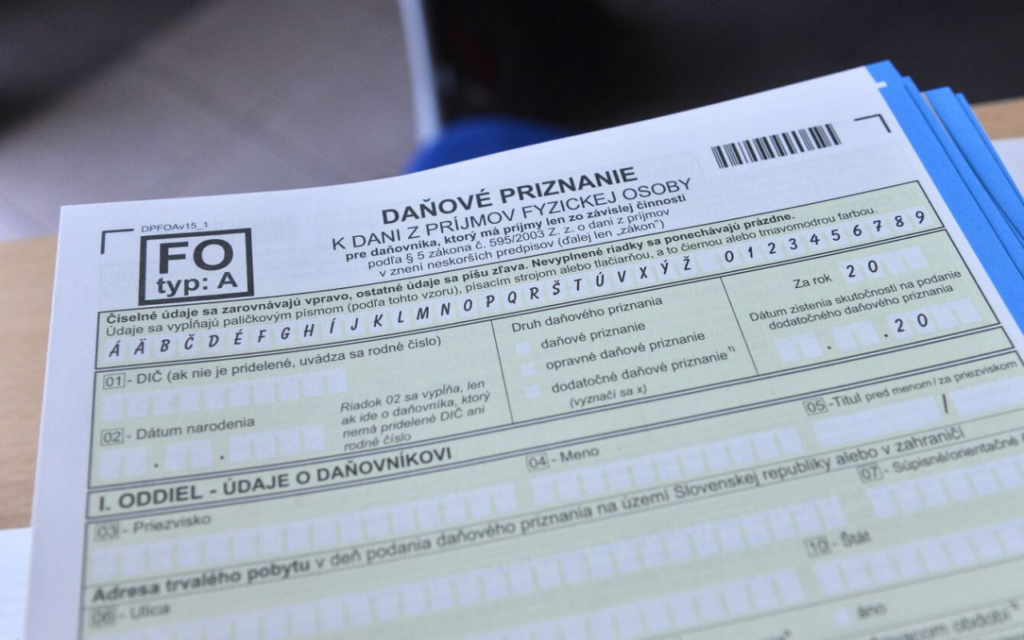 DPFOAv15_1
FO
typ: A
DAŇOVÉ PRIZNANIE
K DANI Z PRÍJMOV FYZICKEJ OSOBY
pre daňovníka, ktorý má príjmy len zo závislej činnosti
podľa § 5 zákona č. 595/2003 Z. z. o dani z príjmov
v znení neskorších predpisov (ďalej len „zákon")
Číselné údaje sa zarovnávajú vpravo, ostatné údaje sa píšu zľava. Nevyplnené riadky sa ponechávajú prázdne.
Údaje sa vyplňajú paličkovým písmom (podľa tohto vzoru), písacím strojom alebo tlačiarňou, a to čiernou alebo tmavomodrou farbou.
Á Ä B Č D É F G H Í J K L M N O P Q R Š T Ú V X Ý Ž 0 1 2 3 4 5 6 7 8 9
01 - DIČ (ak nie je pridelené, uvádza sa rodné číslo)
02 - Dátum narodenia
Riadok 02 sa vyplňa, len
ak ide o daňovníka, ktorý
nemá pridelené DIČ ani
rodné číslo
Druh daňového priznania
daňové priznanie
opravné daňové priznanie
dodatočné daňové priznanie¹⁾
(vyznačí sa x)
Za rok 20
Dátum zistenia skutočnosti na podanie
dodatočného daňového priznania
. . 20
I. ODDIEL - ÚDAJE O DAŇOVNÍKOVI
03 - Priezvisko
04 - Meno
05 - Titul pred menom / za priezviskom
/
Adresa trvalého pobytu v deň podania daňového priznania na území Slovenskej republiky alebo v zahraničí
06 - Ulica
07 - Súpisné/orientačné
10 - Štát
áno